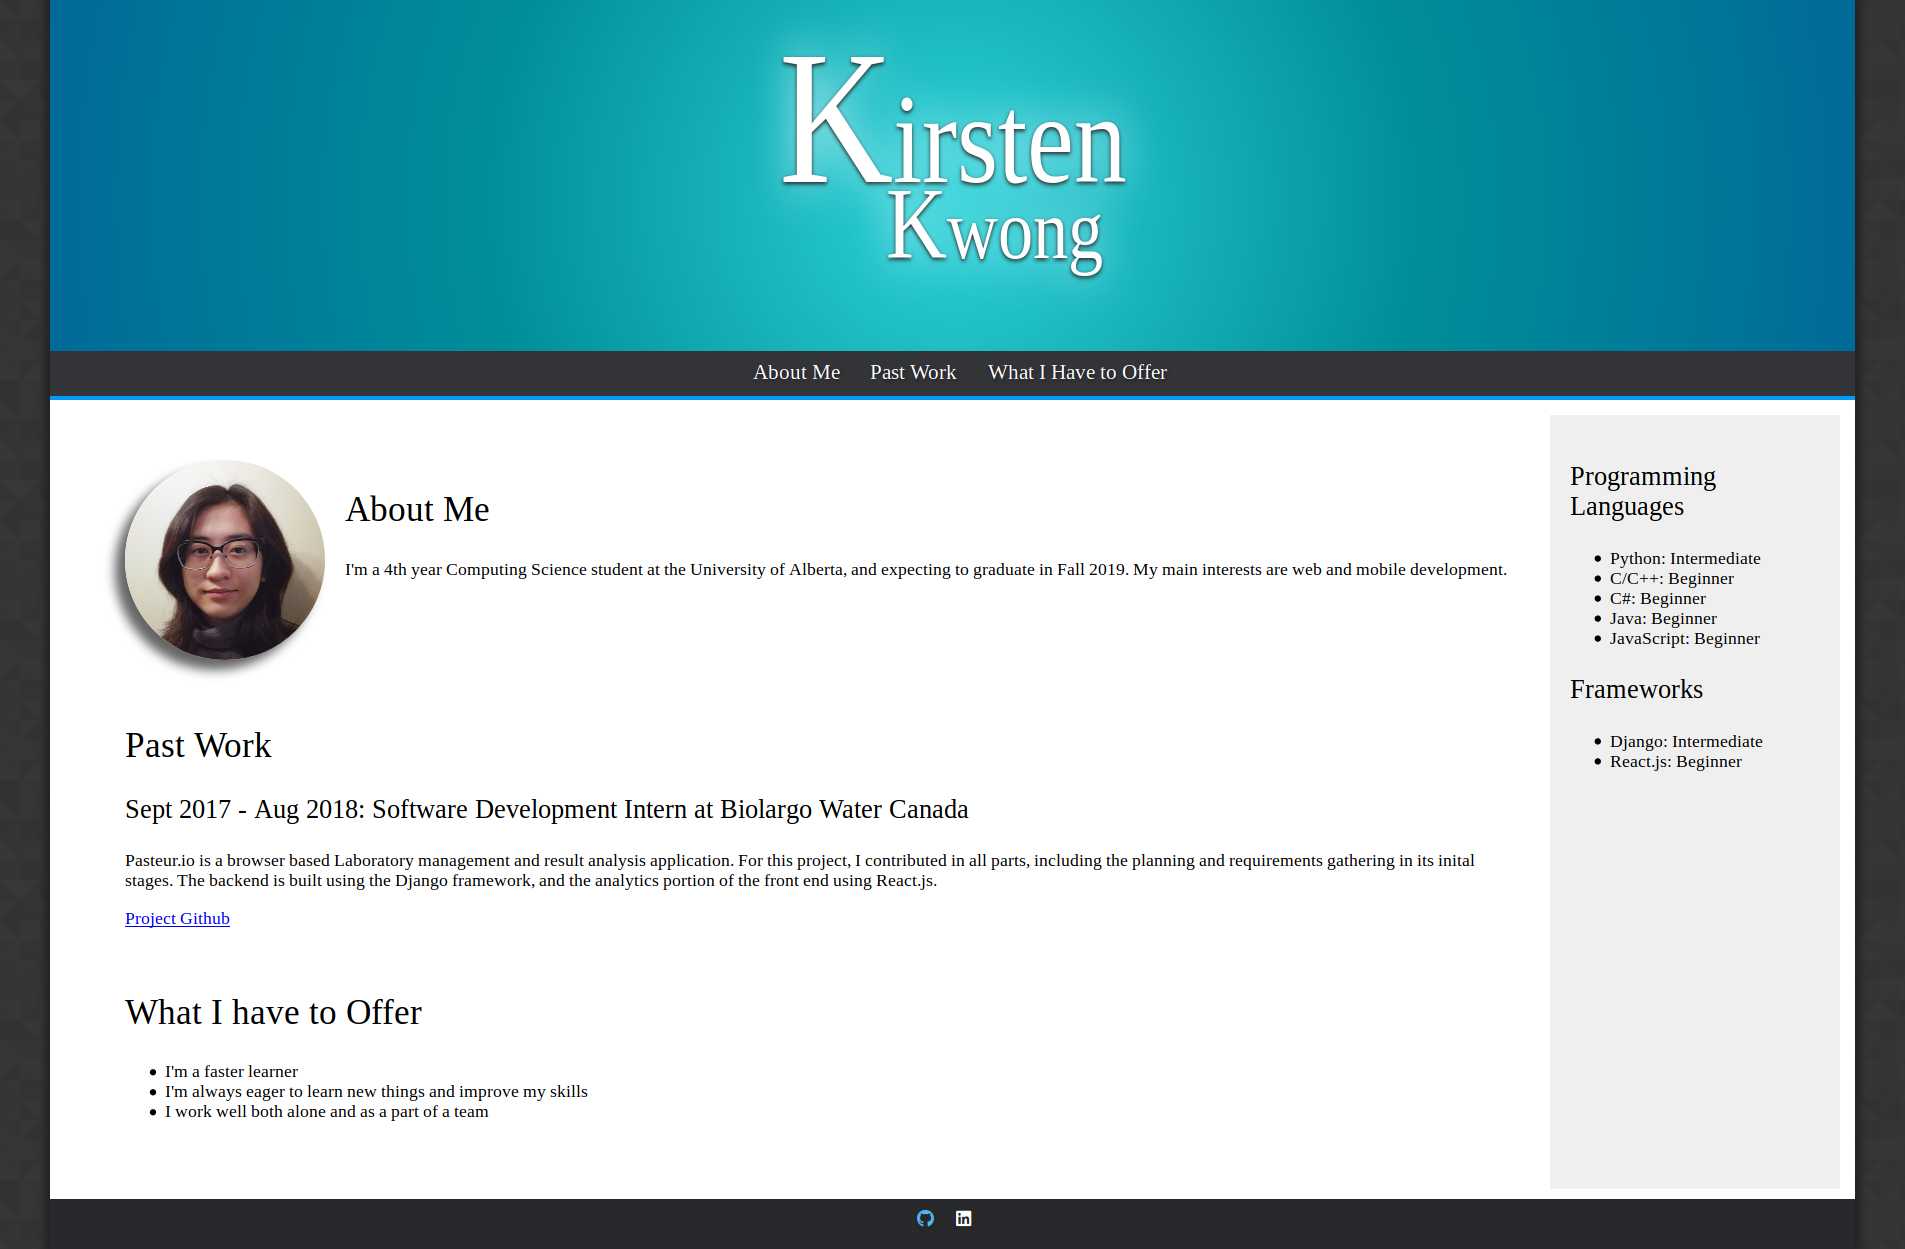 Kirsten
Kwong
About Me
Past Work
What I Have to Offer
About Me
I'm a 4th year Computing Science student at the University of Alberta, and expecting to graduate in Fall 2019. My main interests are web and mobile development.
Past Work
Sept 2017 - Aug 2018: Software Development Intern at Biolargo Water Canada
Pasteur.io is a browser based Laboratory management and result analysis application. For this project, I contributed in all parts, including the planning and requirements gathering in its inital
stages. The backend is built using the Django framework, and the analytics portion of the front end using React.js.
Project Github
What I have to Offer
I'm a faster learner
I'm always eager to learn new things and improve my skills
I work well both alone and as a part of a team
Programming
Languages
Python: Intermediate
C/C++: Beginner
C#: Beginner
Java: Beginner
JavaScript: Beginner
Frameworks
Django: Intermediate
React.js: Beginner
in